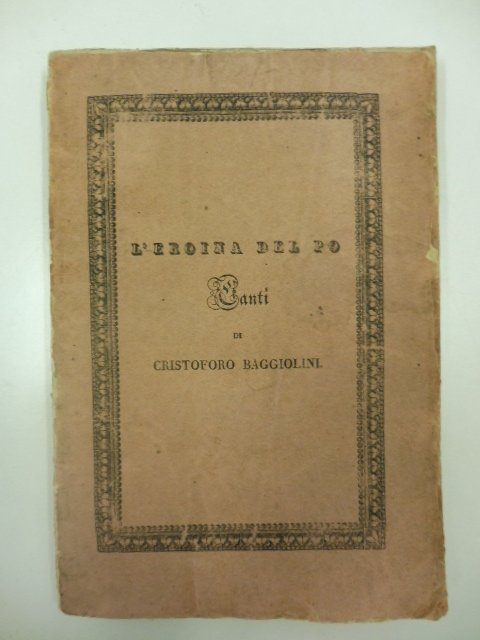 L'EROINA DEL PO
Canti
DI
CRISTOFORO BAGGIOLINI.